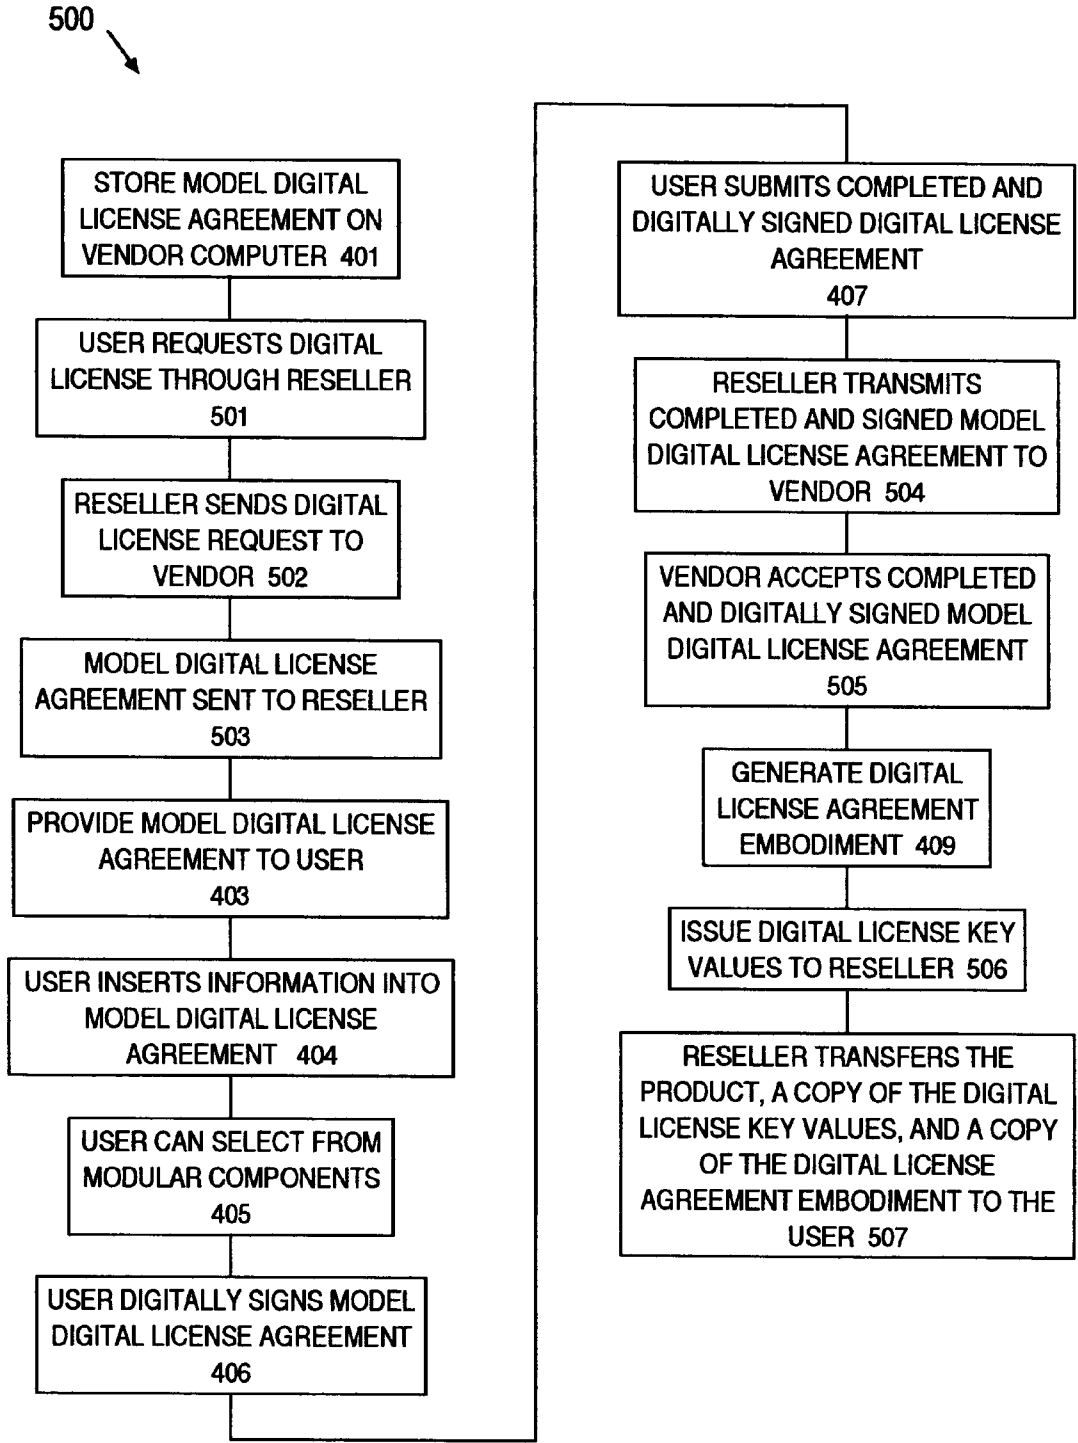 500
STORE MODEL DIGITAL
LICENSE AGREEMENT ON
VENDOR COMPUTER 401
USER REQUESTS DIGITAL
LICENSE THROUGH RESELLER
501
RESELLER SENDS DIGITAL
LICENSE REQUEST TO
VENDOR 502
MODEL DIGITAL LICENSE
AGREEMENT SENT TO RESELLER
503
PROVIDE MODEL DIGITAL LICENSE
AGREEMENT TO USER
403
USER INSERTS INFORMATION INTO
MODEL DIGITAL LICENSE
AGREEMENT 404
USER CAN SELECT FROM
MODULAR COMPONENTS
405
USER DIGITALLY SIGNS MODEL
DIGITAL LICENSE AGREEMENT
406
USER SUBMITS COMPLETED AND
DIGITALLY SIGNED DIGITAL LICENSE
AGREEMENT
407
RESELLER TRANSMITS
COMPLETED AND SIGNED MODEL
DIGITAL LICENSE AGREEMENT TO
VENDOR 504
VENDOR ACCEPTS COMPLETED
AND DIGITALLY SIGNED MODEL
DIGITAL LICENSE AGREEMENT
505
GENERATE DIGITAL
LICENSE AGREEMENT
EMBODIMENT 409
ISSUE DIGITAL LICENSE KEY
VALUES TO RESELLER 506
RESELLER TRANSFERS THE
PRODUCT, A COPY OF THE DIGITAL
LICENSE KEY VALUES, AND A COPY
OF THE DIGITAL LICENSE
AGREEMENT EMBODIMENT TO THE
USER 507